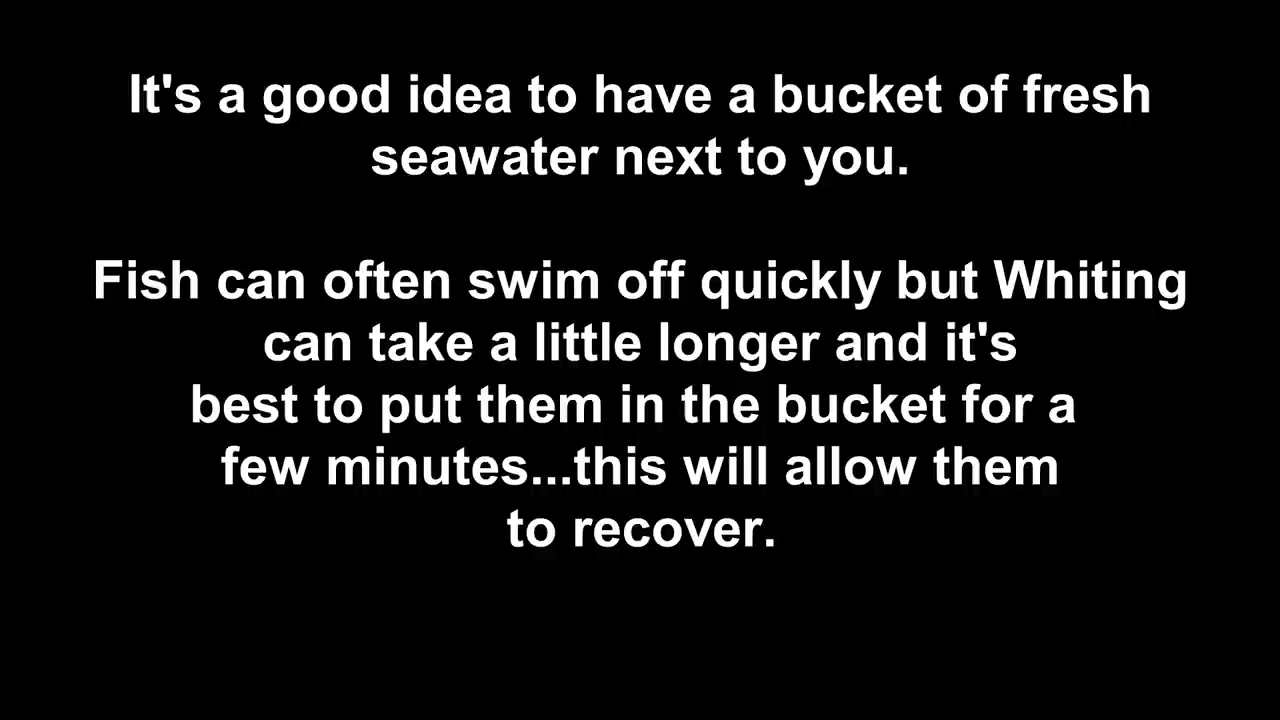 It's a good idea to have a bucket of fresh
seawater next to you.
Fish can often swim off quickly but Whiting
can take a little longer and it's
best to put them in the bucket for a
few minutes...this will allow them
to recover.